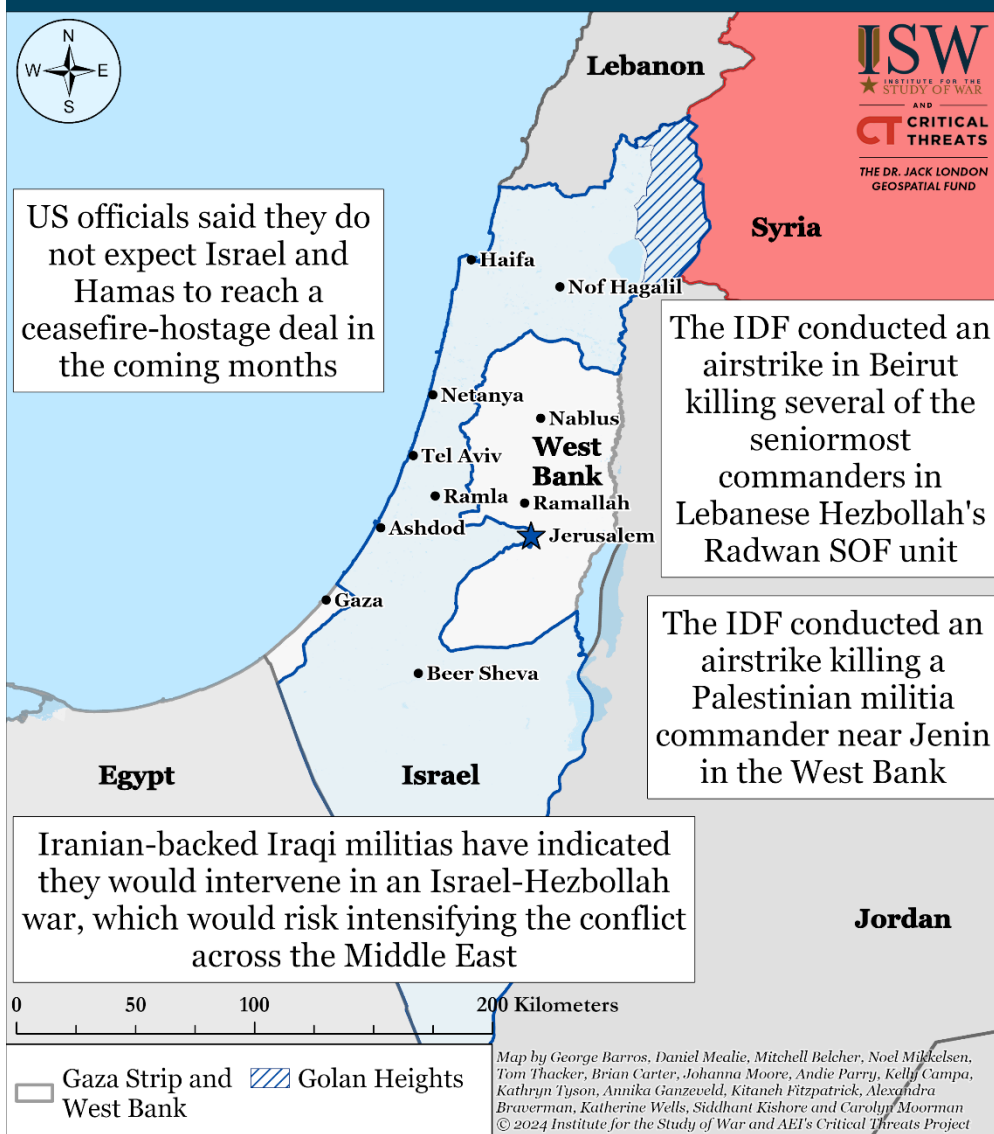 N
W
E
S
Lebanon
ISW
INSTITUTE FOR THE
STUDY OF WAR
AND
CT CRITICAL
THREATS
THE DR. JACK LONDON
GEOSPATIAL FUND
Syria
US officials said they do
not expect Israel and
Hamas to reach a
ceasefire-hostage deal in
the coming months
Haifa
Nof Hagalil
The IDF conducted an
airstrike in Beirut
killing several of the
seniormost
commanders in
Lebanese Hezbollah's
Radwan SOF unit
Netanya
Nablus
West
Bank
Tel Aviv
Ramla
Ramallah
Ashdod
Jerusalem
Gaza
Beer Sheva
The IDF conducted an
airstrike killing a
Palestinian militia
commander near Jenin
in the West Bank
Egypt
Israel
Iranian-backed Iraqi militias have indicated
they would intervene in an Israel-Hezbollah
war, which would risk intensifying the conflict
across the Middle East
Jordan
0 50 100 200 Kilometers
Gaza Strip and
West Bank
Golan Heights
Map by George Barros, Daniel Mealie, Mitchell Belcher, Noel Mikkelsen,
Tom Thacker, Brian Carter, Johanna Moore, Andie Parry, Kelly Campa,
Kathryn Tyson, Annika Ganzeveld, Kitaneh Fitzpatrick, Alexandra
Braverman, Katherine Wells, Siddhant Kishore and Carolyn Moorman
© 2024 Institute for the Study of War and AEI's Critical Threats Project